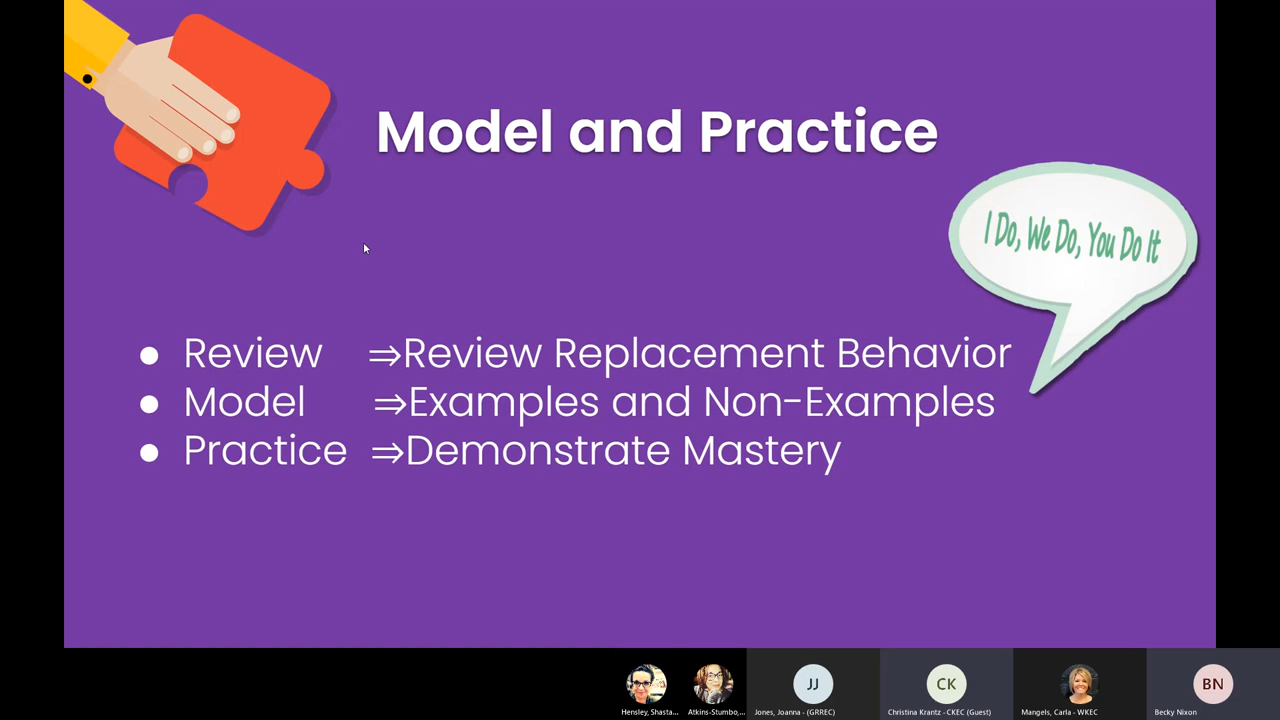 Model and Practice
I Do, We Do, You Do It
● Review ⇒Review Replacement Behavior
● Model ⇒Examples and Non-Examples
● Practice ⇒Demonstrate Mastery
JJ
CK
BN
Hensley, Shasta...
Atkins-Stumbo,...
Jones, Joanna - (GRREC)
Christina Krantz - CKEC (Guest)
Mangels, Carla - WKEC
Becky Nixon